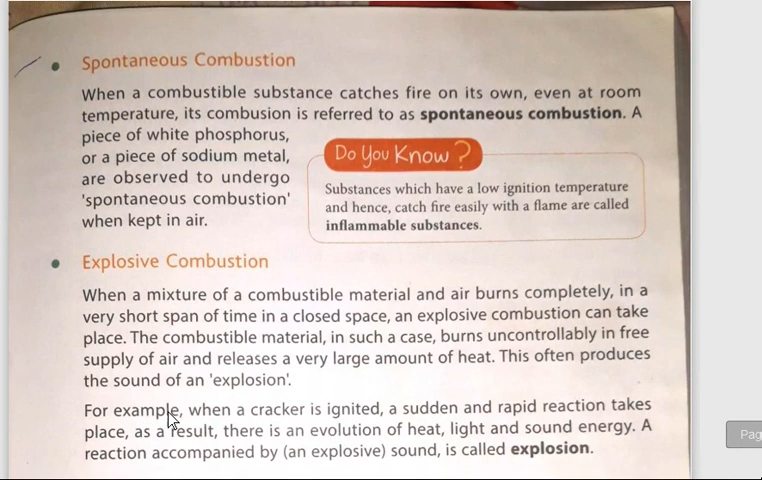 Spontaneous Combustion
When a combustible substance catches fire on its own, even at room
temperature, its combusion is referred to as spontaneous combustion. A
piece of white phosphorus,
or a piece of sodium metal,
are observed to undergo
'spontaneous combustion'
when kept in air.
Do You Know ?
Substances which have a low ignition temperature
and hence, catch fire easily with a flame are called
inflammable substances.
Explosive Combustion
When a mixture of a combustible material and air burns completely, in a
very short span of time in a closed space, an explosive combustion can take
place. The combustible material, in such a case, burns uncontrollably in free
supply of air and releases a very large amount of heat. This often produces
the sound of an 'explosion'.
For example, when a cracker is ignited, a sudden and rapid reaction takes
place, as a result, there is an evolution of heat, light and sound energy. A
reaction accompanied by (an explosive) sound, is called explosion.
Pag